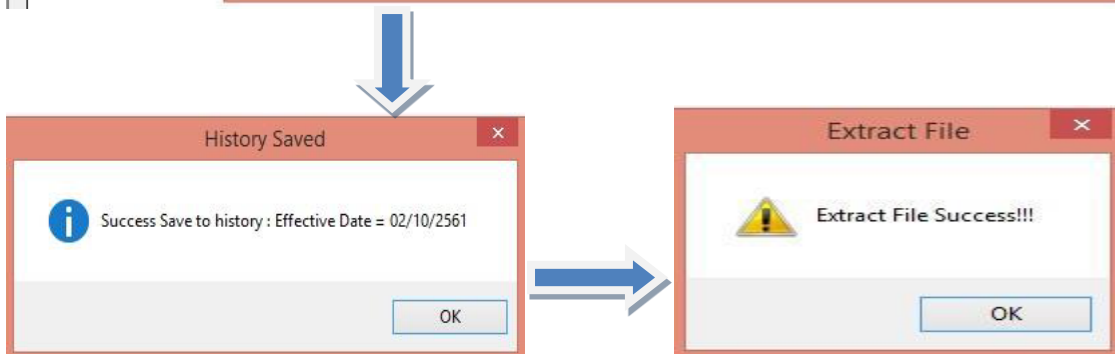 History Saved
Success Save to history : Effective Date = 02/10/2561
OK
Extract File
Extract File Success!!!
OK